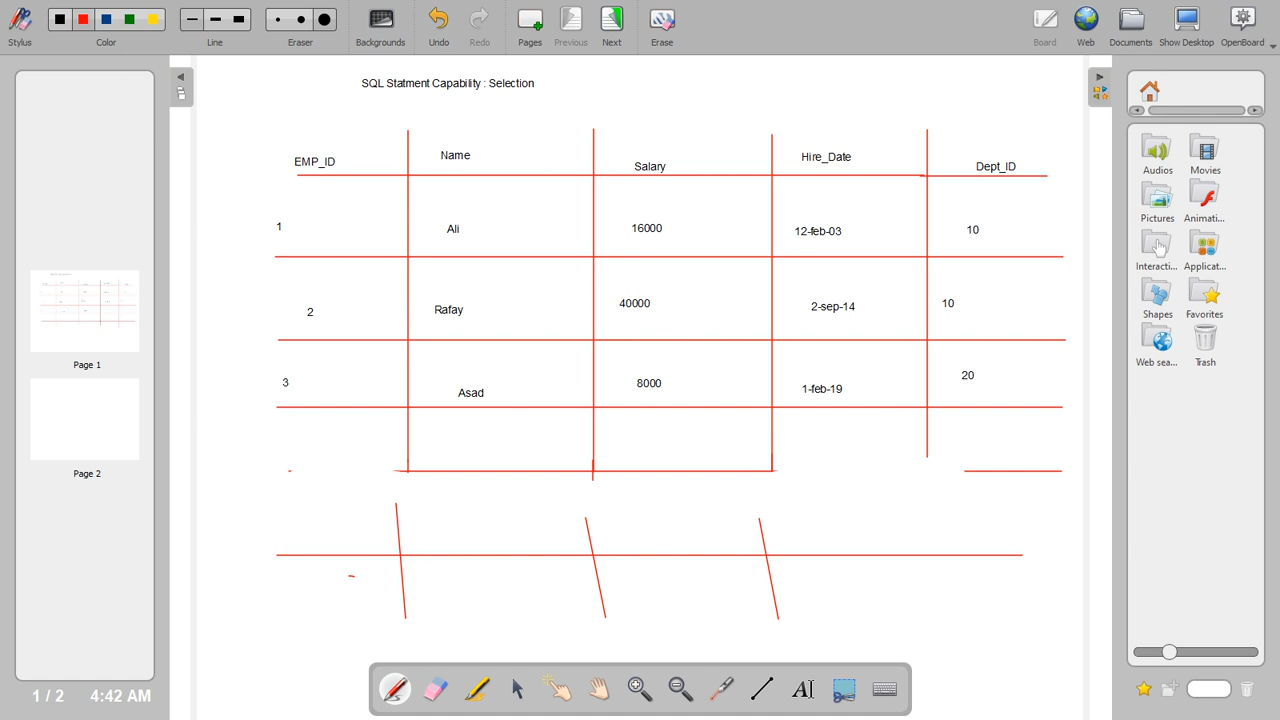 Stylus
Color
Line
Eraser
Backgrounds
Undo
Redo
Pages
Previous
Next
Erase
Board
Web
Documents
Show Desktop
OpenBoard
SQL Statment Capability : Selection
EMP_ID Name Salary Hire_Date Dept_ID
1 Ali 16000 12-feb-03 10
2 Rafay 40000 2-sep-14 10
3 Asad 8000 1-feb-19 20
Page 1
Page 2
1 / 2 4:42 AM
Audios Movies
Pictures Animati...
Interacti... Applicat...
Shapes Favorites
Web sea... Trash
AI